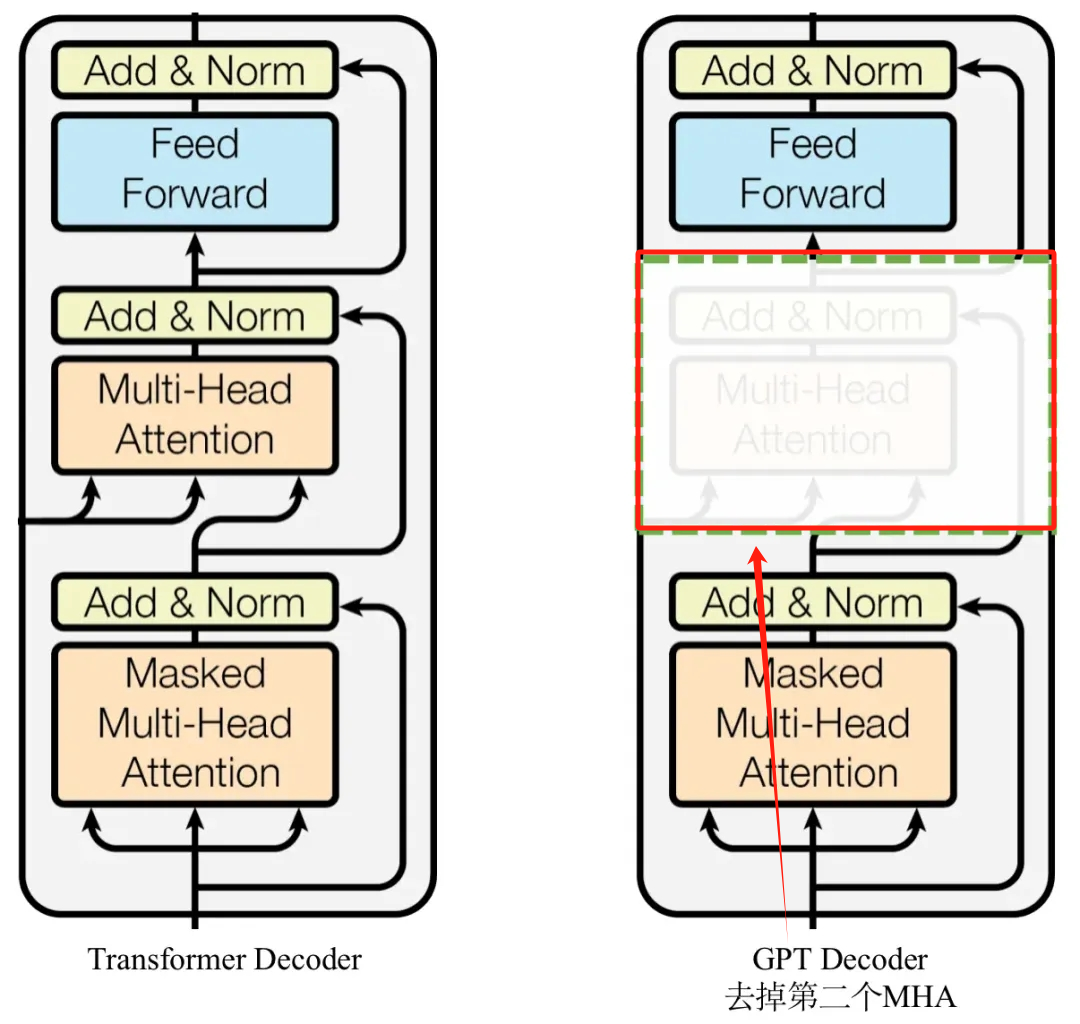 Add & Norm
Feed
Forward
Add & Norm
Multi-Head
Attention
Add & Norm
Masked
Multi-Head
Attention
Transformer Decoder
Add & Norm
Feed
Forward
Add & Norm
Multi-Head
Attention
Add & Norm
Masked
Multi-Head
Attention
GPT Decoder
去掉第二个MHA